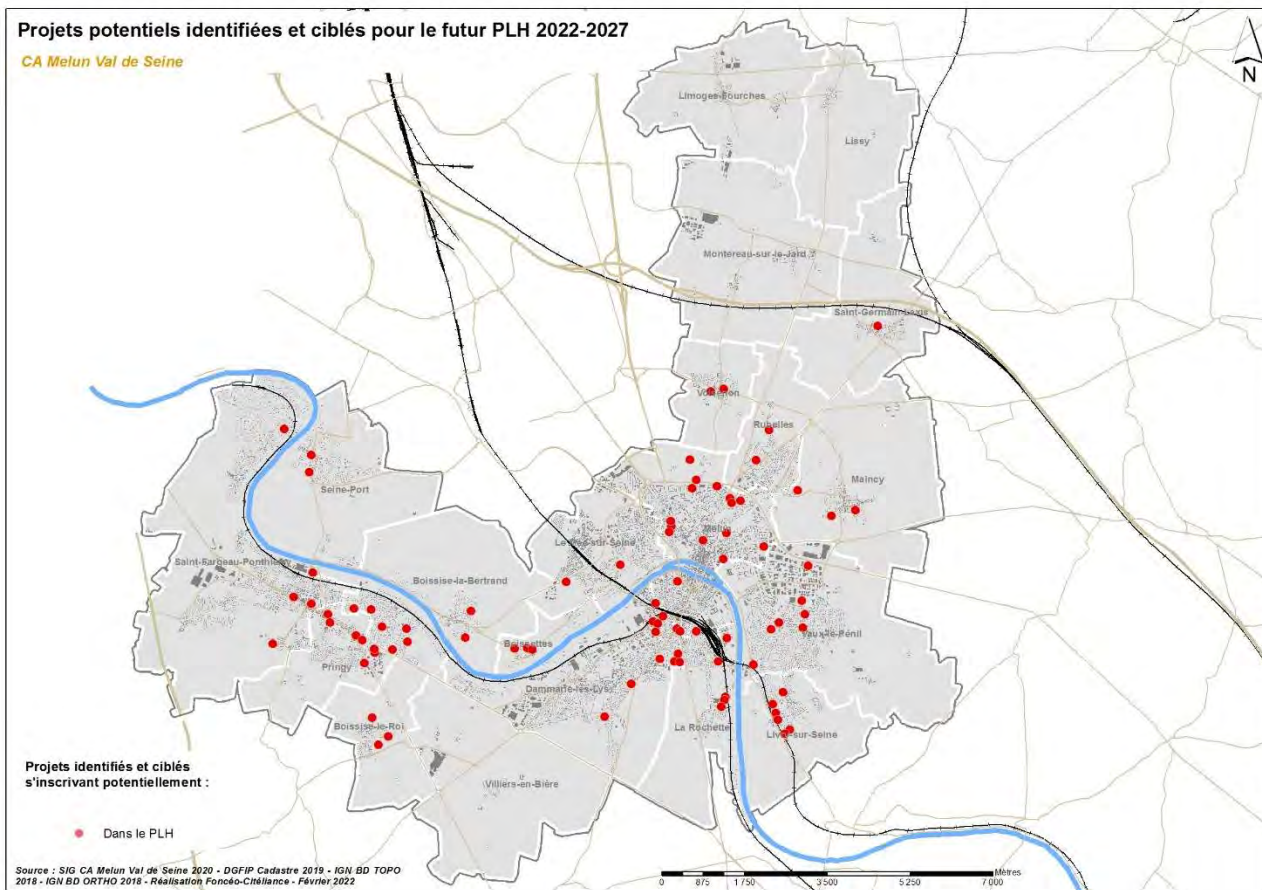 Projets potentiels identifiées et ciblés pour le futur PLH 2022-2027
CA Melun Val de Seine
N
Limoges-Fourches
Lissy
Montereau-sur-le-Jard
Saint-Germain-Laxis
Voisenon
Rubelles
Maincy
Seine-Port
Melun
Le Mée-sur-Seine
Saint-Fargeau-Ponthierry
Boissise-la-Bertrand
Boissettes
Vaux-le-Pénil
Pringy
Dammarie-lès-Lys
Boissise-le-Roi
La Rochette
Livry-sur-Seine
Villiers-en-Bière
Projets identifiés et ciblés
s'inscrivant potentiellement :
Dans le PLH
Mètres
0 875 1 750 3 500 5 250 7 000
Source : SIG CA Melun Val de Seine 2020 - DGFIP Cadastre 2019 - IGN BD TOPO
2018 - IGN BD ORTHO 2018 - Réalisation Foncéo-Citéliance - Février 2022